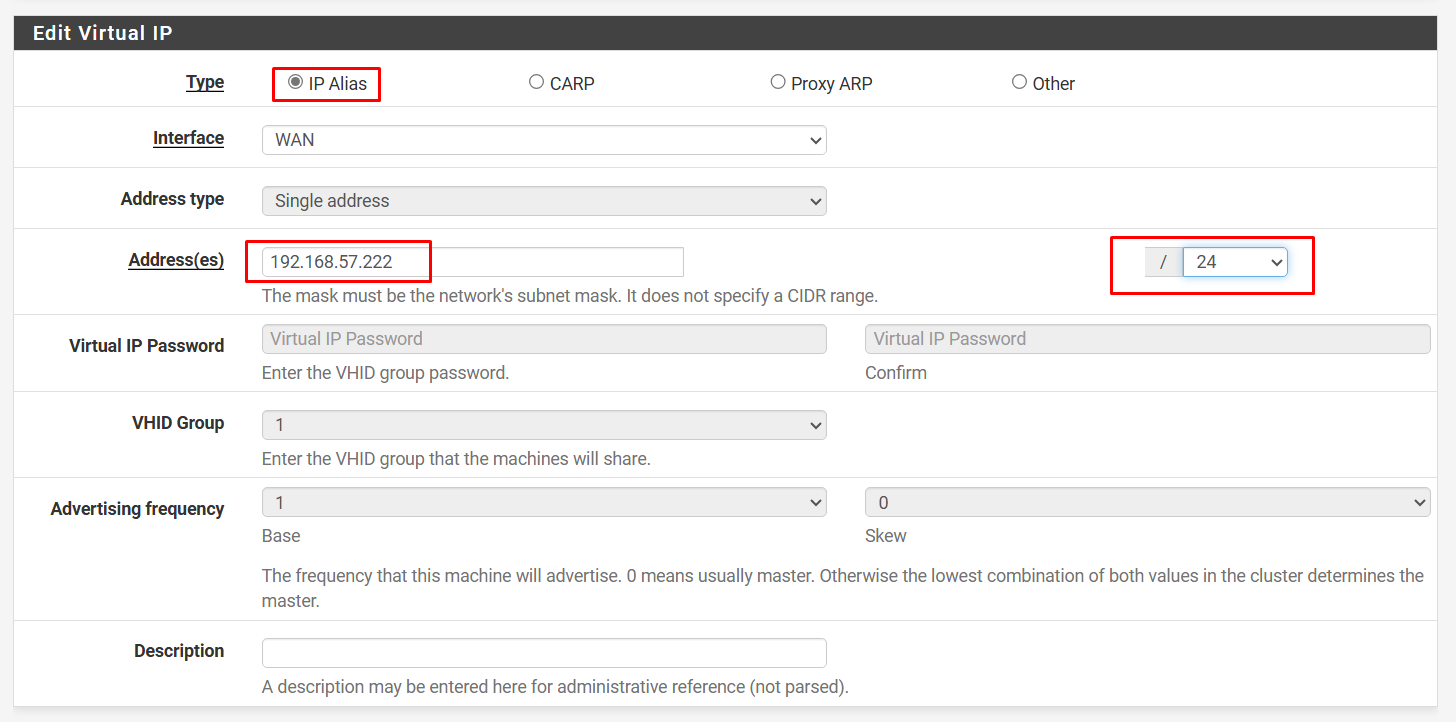 Edit Virtual IP
Type IP Alias CARP Proxy ARP Other
Interface WAN
Address type Single address
Address(es) 192.168.57.222 / 24
The mask must be the network's subnet mask. It does not specify a CIDR range.
Virtual IP Password Virtual IP Password Virtual IP Password
Enter the VHID group password. Confirm
VHID Group 1
Enter the VHID group that the machines will share.
Advertising frequency 1 0
Base Skew
The frequency that this machine will advertise. 0 means usually master. Otherwise the lowest combination of both values in the cluster determines the
master.
Description
A description may be entered here for administrative reference (not parsed).